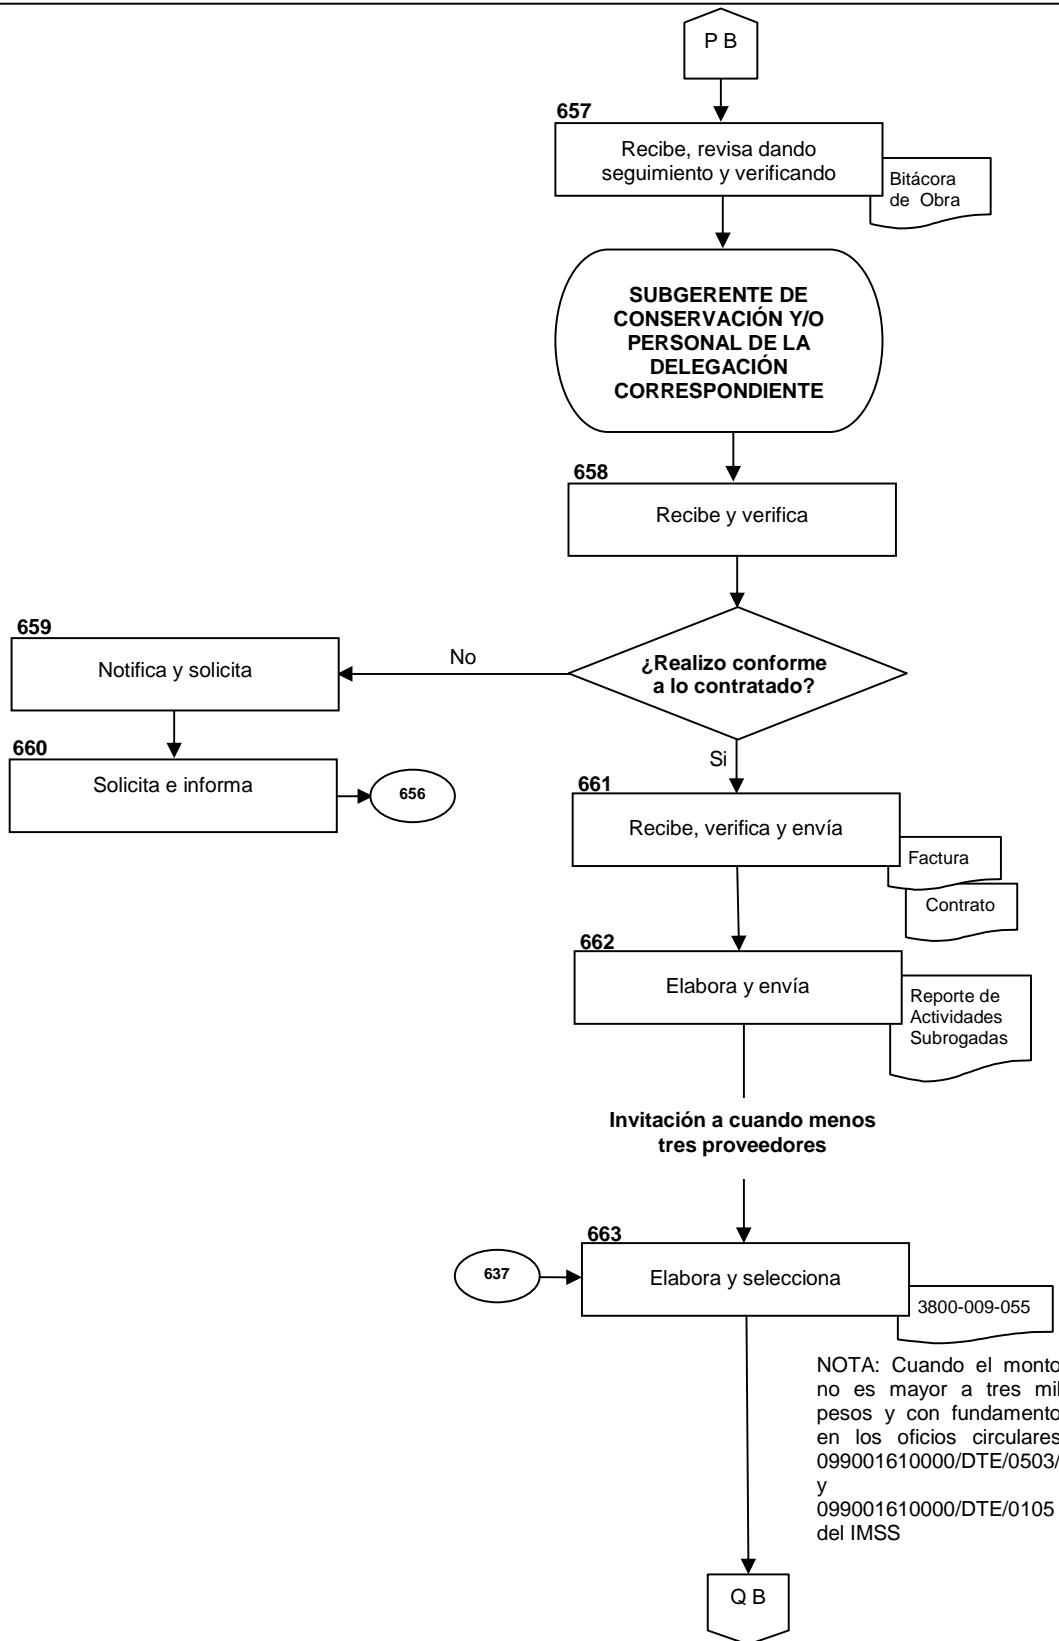 P B
657
Recibe, revisa dando
seguimiento y verificando
Bitácora
de Obra
SUBGERENTE DE
CONSERVACIÓN Y/O
PERSONAL DE LA
DELEGACIÓN
CORRESPONDIENTE
658
Recibe y verifica
¿Realizo conforme
a lo contratado?
No
659
Notifica y solicita
660
Solicita e informa
656
Si
661
Recibe, verifica y envía
Factura
Contrato
662
Elabora y envía
Reporte de
Actividades
Subrogadas
Invitación a cuando menos
tres proveedores
663
637
Elabora y selecciona
3800-009-055
NOTA: Cuando el monto
no es mayor a tres mil
pesos y con fundamento
en los oficios circulares
099001610000/DTE/0503/
y
099001610000/DTE/0105
del IMSS
Q B